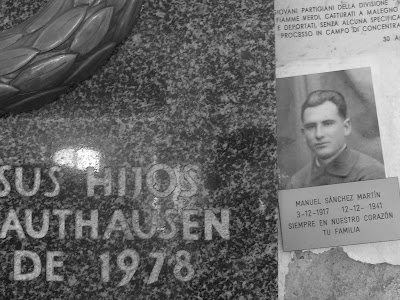 GIOVANI PARTIGIANI DELLA DIVISIONE
FIAMME VERDI, CATTURATI A MALEGNO
E DEPORTATI, SENZA ALCUNA SPECIFICA
PROCESSO IN CAMPO DI CONCENTRA
30 A
SUS HIJOS
AUTHAUSEN
DE 1978
MANUEL SÁNCHEZ MARTÍN
3-12-1917 12-12-1941
SIEMPRE EN NUESTRO CORAZÓN
TU FAMILIA